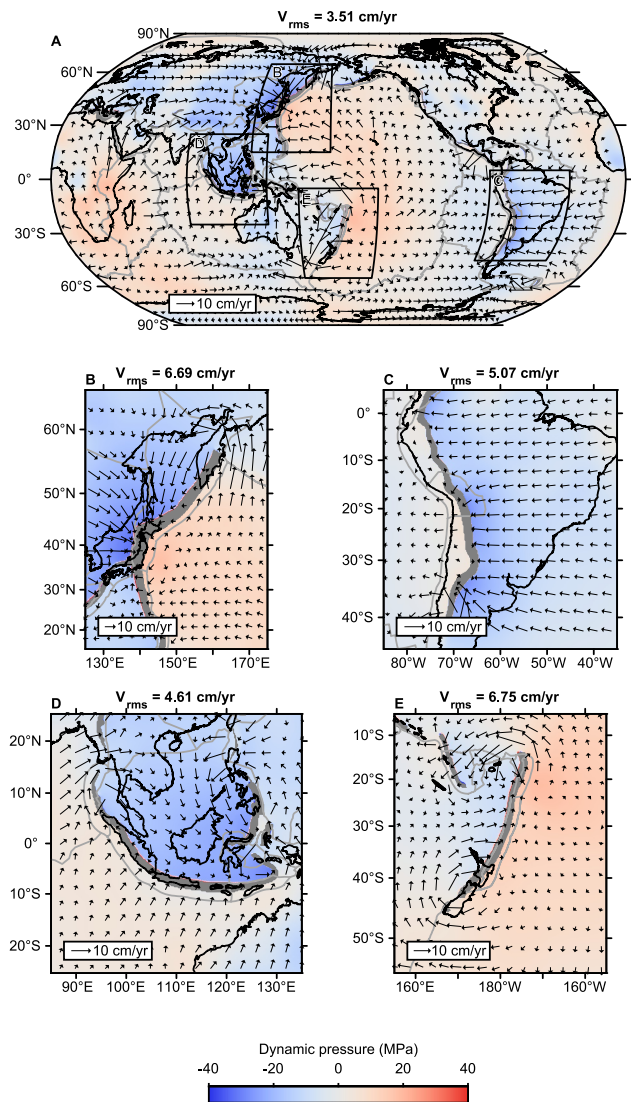 V_rms = 3.51 cm/yr
A
90°N
60°N
30°N
0°
30°S
60°S
90°S
B
D
E
C
→10 cm/yr
B
V_rms = 6.69 cm/yr
60°N
50°N
40°N
30°N
20°N
→10 cm/yr
125°E
150°E
170°E
C
V_rms = 5.07 cm/yr
0°
10°S
20°S
30°S
40°S
→10 cm/yr
80°W 70°W 60°W 50°W 40°W
D
V_rms = 4.61 cm/yr
20°N
10°N
0°
10°S
20°S
→10 cm/yr
90°E 100°E 110°E 120°E 130°E
E
V_rms = 6.75 cm/yr
10°S
20°S
30°S
40°S
50°S
→10 cm/yr
160°E 180°W 160°W
Dynamic pressure (MPa)
-40 -20 0 20 40